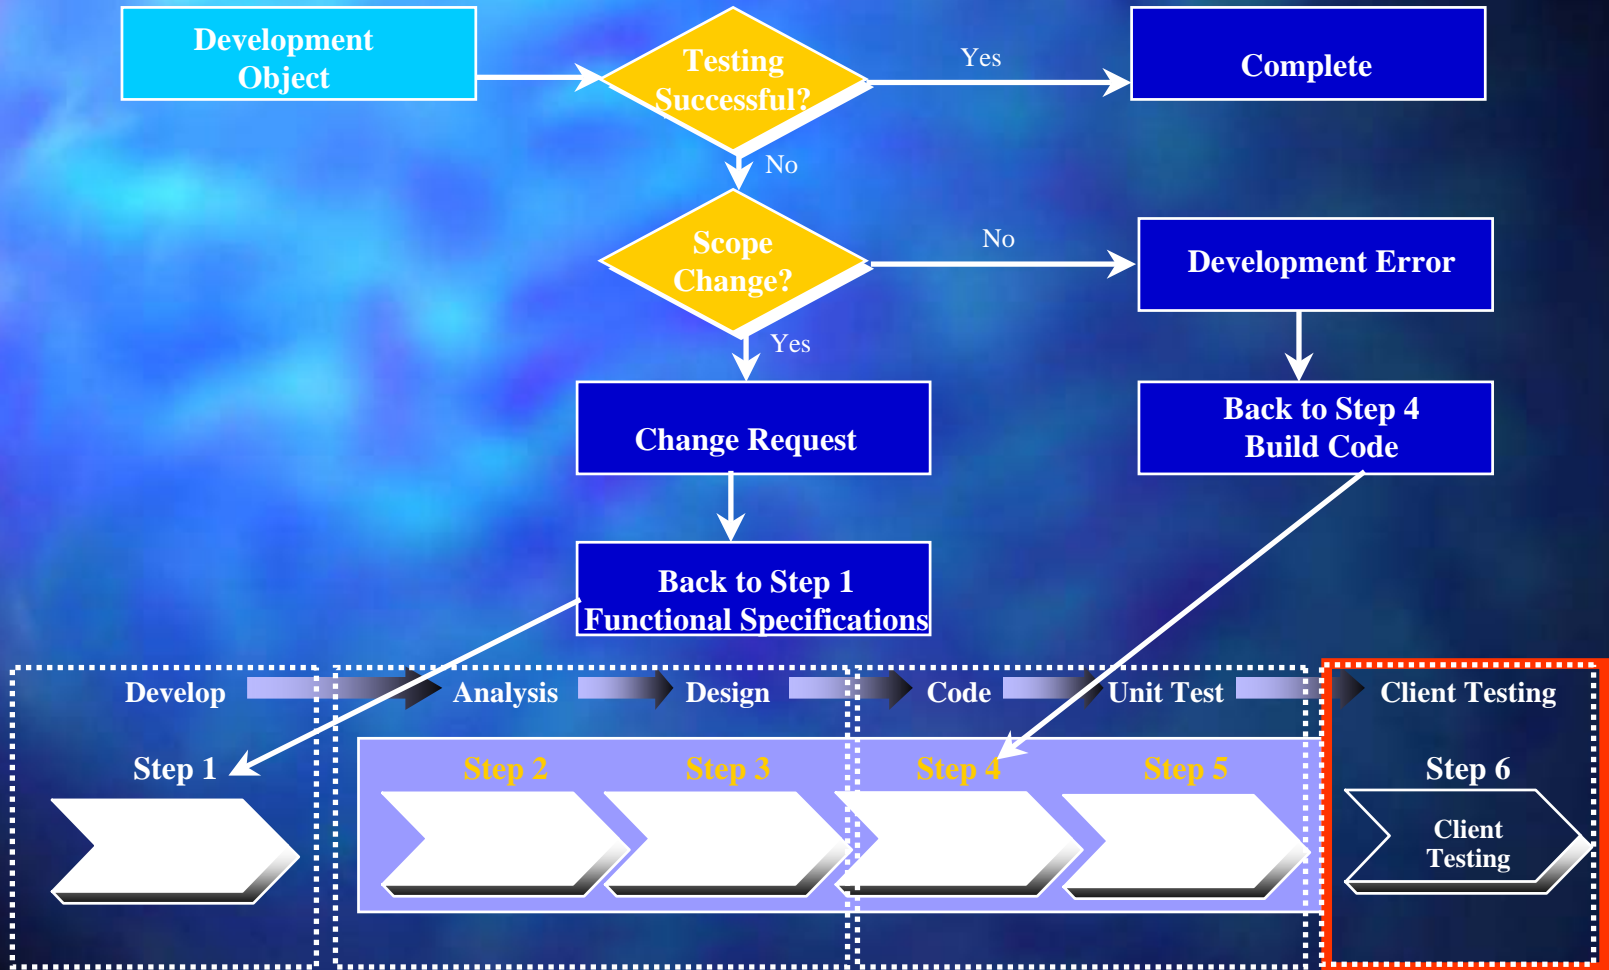 Development
Object
Testing
Successful?
Yes
Complete
No
Scope
Change?
No
Development Error
Yes
Change Request
Back to Step 4
Build Code
Back to Step 1
Functional Specifications
Develop
Analysis
Design
Code
Unit Test
Client Testing
Step 1
Step 2
Step 3
Step 4
Step 5
Step 6
Client
Testing